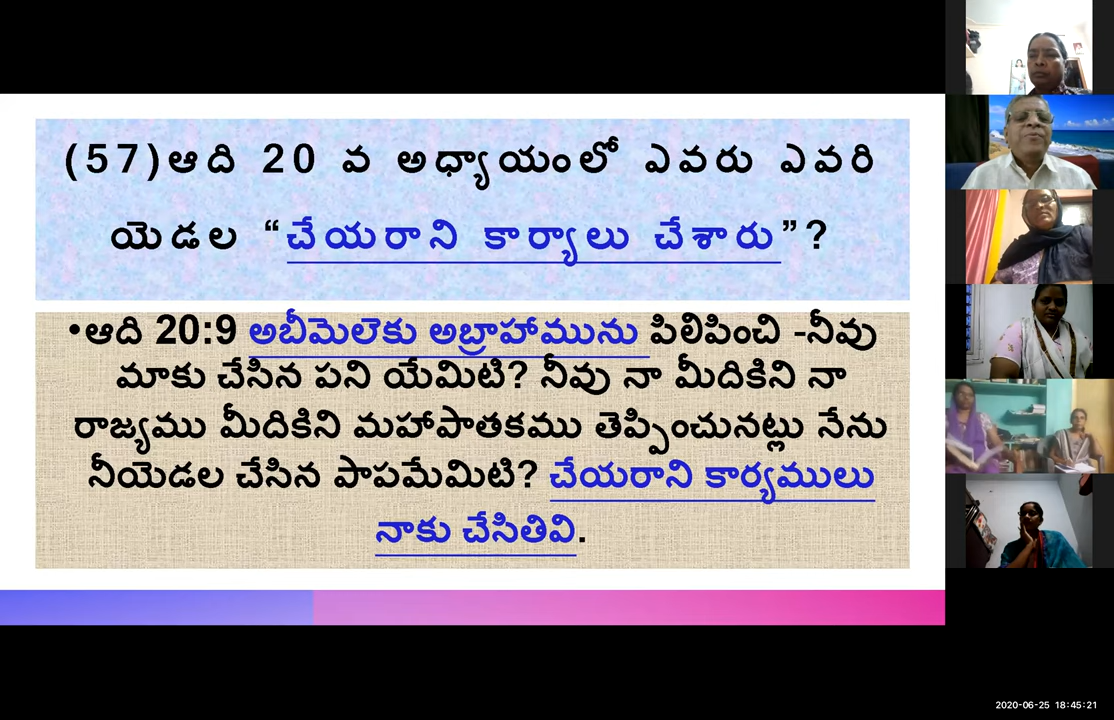 (57)ఆది 20 వ అధ్యాయంలో ఎవరు ఎవరి
యెడల “చేయరాని కార్యాలు చేశారు”?
•ఆది 20:9 అబీమెలెకు అబ్రాహామును పిలిపించి -నీవు
మాకు చేసిన పని యేమిటి? నీవు నా మీదికిని నా
రాజ్యము మీదికిని మహాపాతకము తెప్పించునట్లు నేను
నీయెడల చేసిన పాపమేమిటి? చేయరాని కార్యములు
నాకు చేసితివి.
2020-06-25 18:45:21